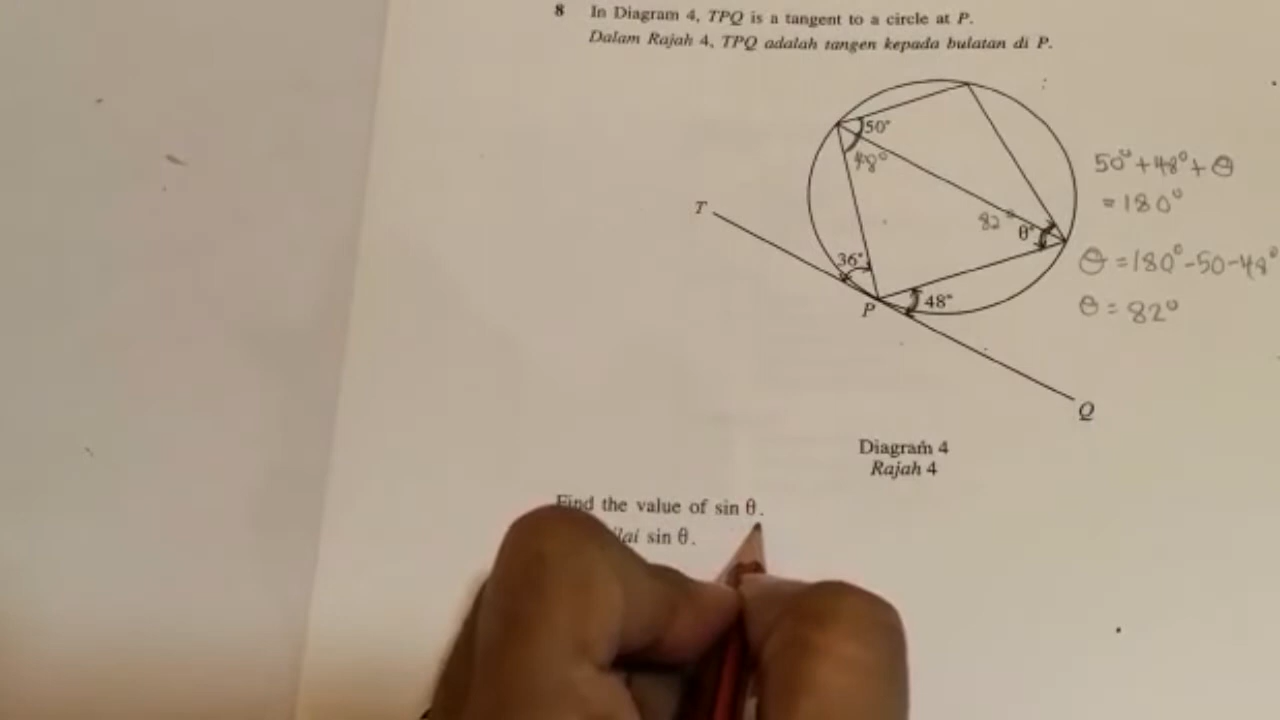 8 In Diagram 4, TPQ is a tangent to a circle at P.
Dalam Rajah 4, TPQ adalah tangen kepada bulatan di P.
50°
48°
T
82°
θ°
36°
P
48°
Q
50°+48°+θ
=180°
θ=180°-50-48°
θ=82°
Diagram 4
Rajah 4
Find the value of sin θ.
sin θ.